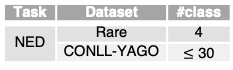 Task Dataset #class
NED Rare 4
CONLL-YAGO ≤ 30